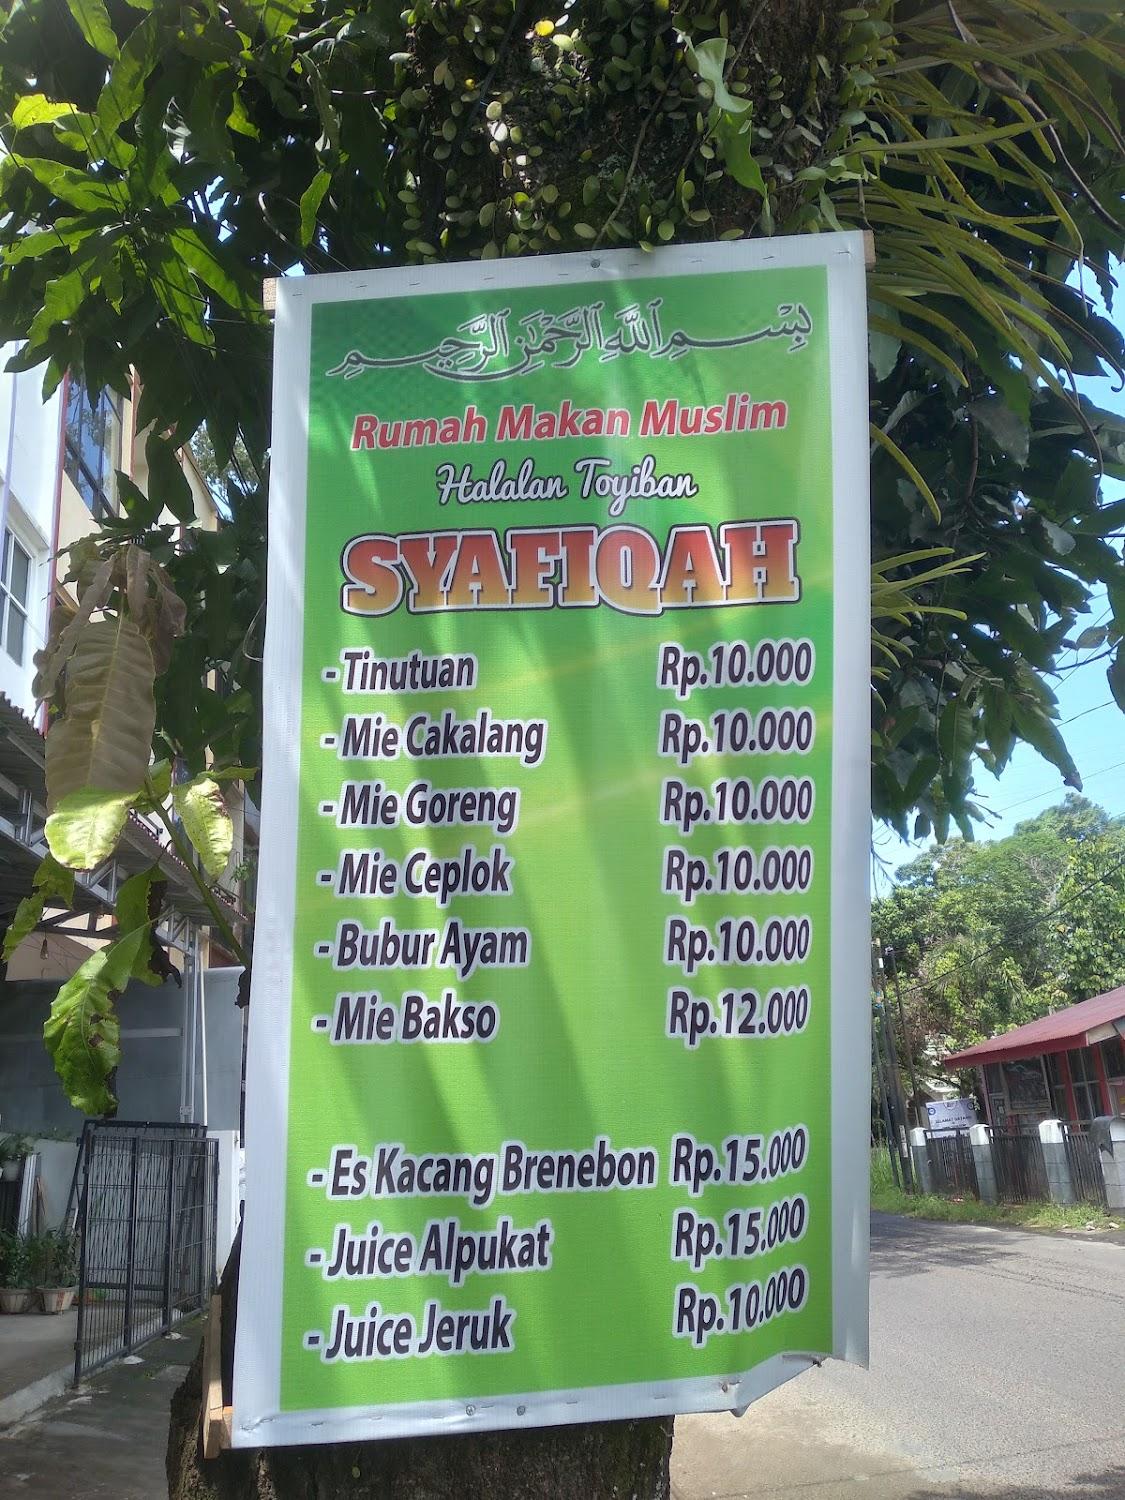 بِسْمِ اللَّهِ الرَّحْمَٰنِ الرَّحِيمِ
Rumah Makan Muslim
Halalan Toyiban
SYAFIQAH
- Tinutuan Rp.10.000
- Mie Cakalang Rp.10.000
- Mie Goreng Rp.10.000
- Mie Ceplok Rp.10.000
- Bubur Ayam Rp.10.000
- Mie Bakso Rp.12.000
- Es Kacang Brenebon Rp.15.000
- Juice Alpukat Rp.15.000
- Juice Jeruk Rp.10.000